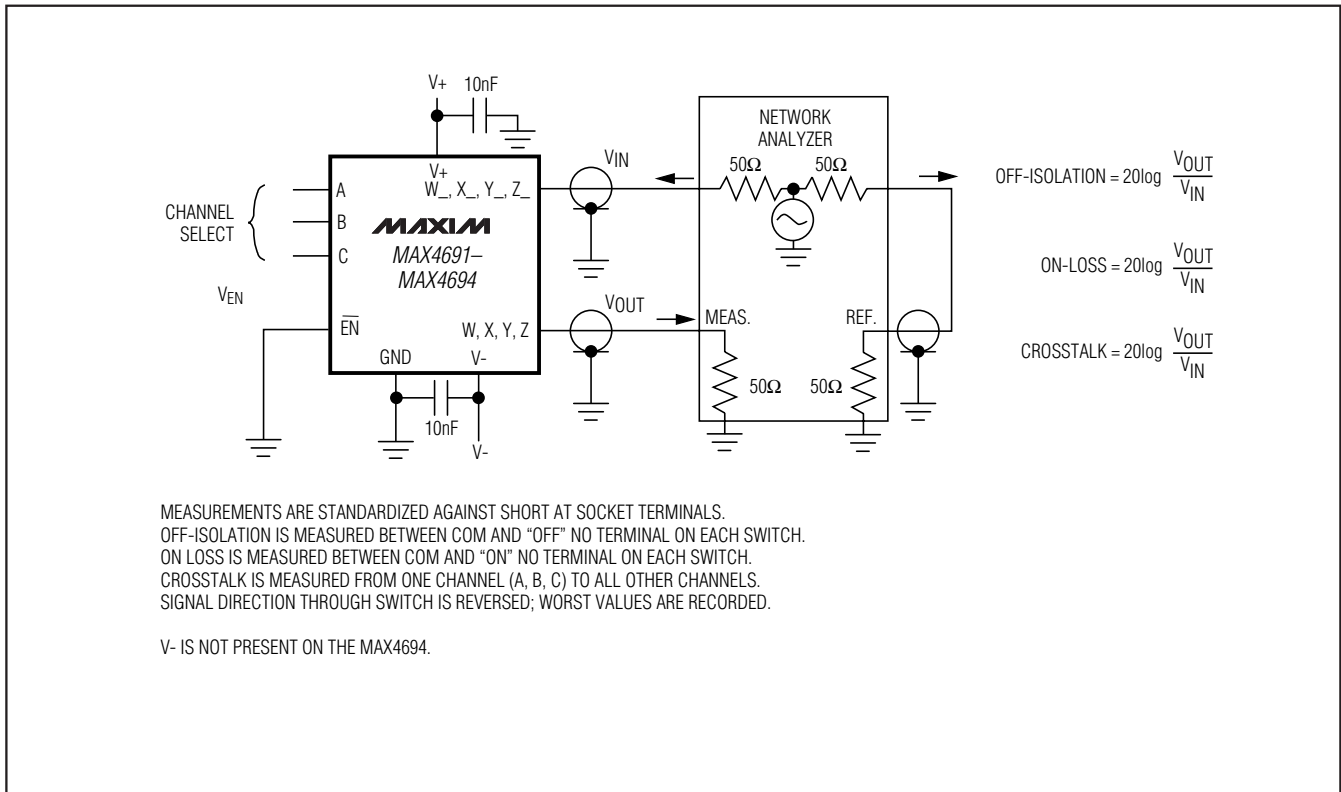 V+ 10nF
V+
W_, X_, Y_, Z_
A
B
C
CHANNEL
SELECT
MAXIM
MAX4691–
MAX4694
VEN
EN
W, X, Y, Z
GND
V-
10nF
V-
VIN
VOUT
NETWORK
ANALYZER
50Ω 50Ω
MEAS. REF.
50Ω 50Ω
OFF-ISOLATION = 20log VOUT
VIN
ON-LOSS = 20log VOUT
VIN
CROSSTALK = 20log VOUT
VIN
MEASUREMENTS ARE STANDARDIZED AGAINST SHORT AT SOCKET TERMINALS.
OFF-ISOLATION IS MEASURED BETWEEN COM AND “OFF” NO TERMINAL ON EACH SWITCH.
ON LOSS IS MEASURED BETWEEN COM AND “ON” NO TERMINAL ON EACH SWITCH.
CROSSTALK IS MEASURED FROM ONE CHANNEL (A, B, C) TO ALL OTHER CHANNELS.
SIGNAL DIRECTION THROUGH SWITCH IS REVERSED; WORST VALUES ARE RECORDED.
V- IS NOT PRESENT ON THE MAX4694.